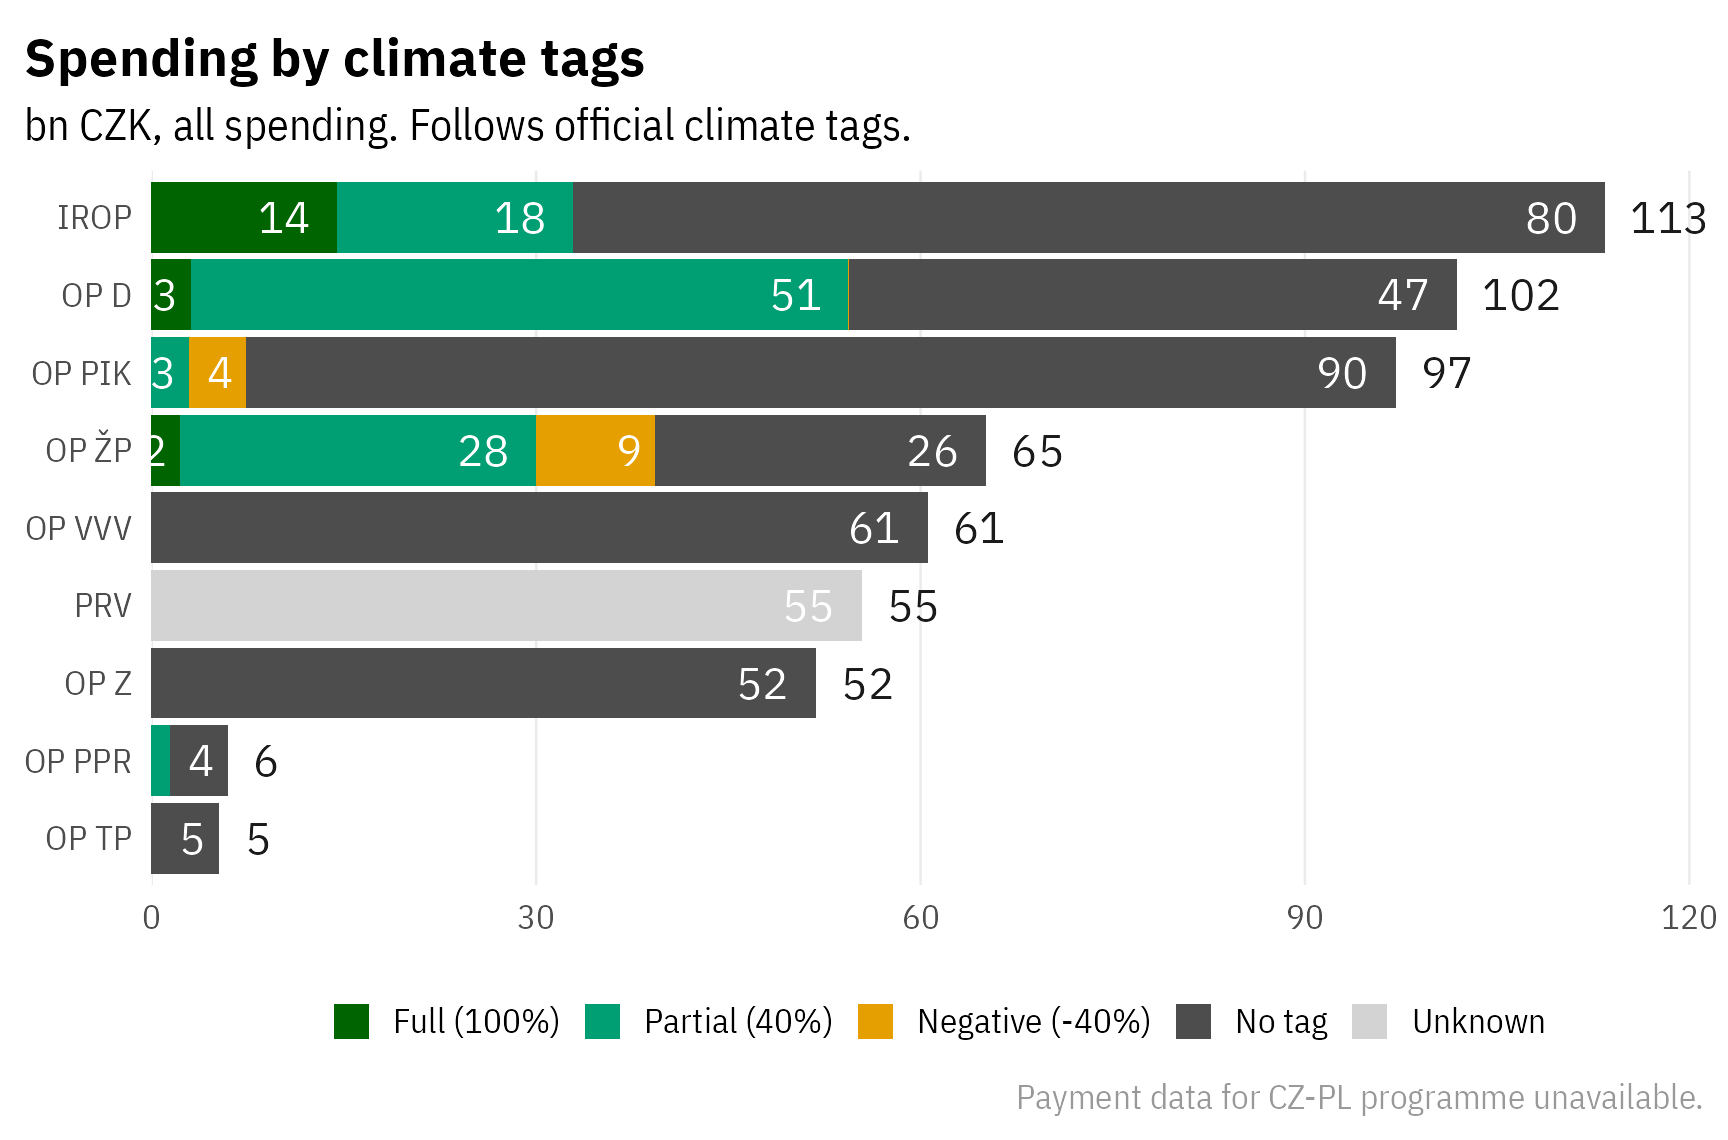 Spending by climate tags
bn CZK, all spending. Follows official climate tags.
IROP 14 18 80 113
OP D 3 51 47 102
OP PIK 3 4 90 97
OP ŽP 2 28 9 26 65
OP VVV 61 61
PRV 55 55
OP Z 52 52
OP PPR 4 6
OP TP 5 5
0 30 60 90 120
Full (100%) Partial (40%) Negative (-40%) No tag Unknown
Payment data for CZ-PL programme unavailable.